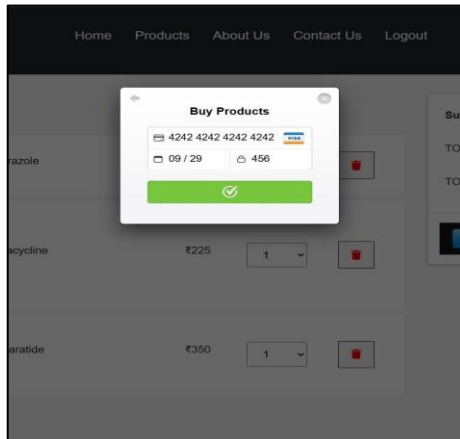 Home Products About Us Contact Us Logout
Buy Products
4242 4242 4242 4242 VISA
09 / 29 456
Su
razole
TO
TO
acycline ₹225 1
aratide ₹350 1